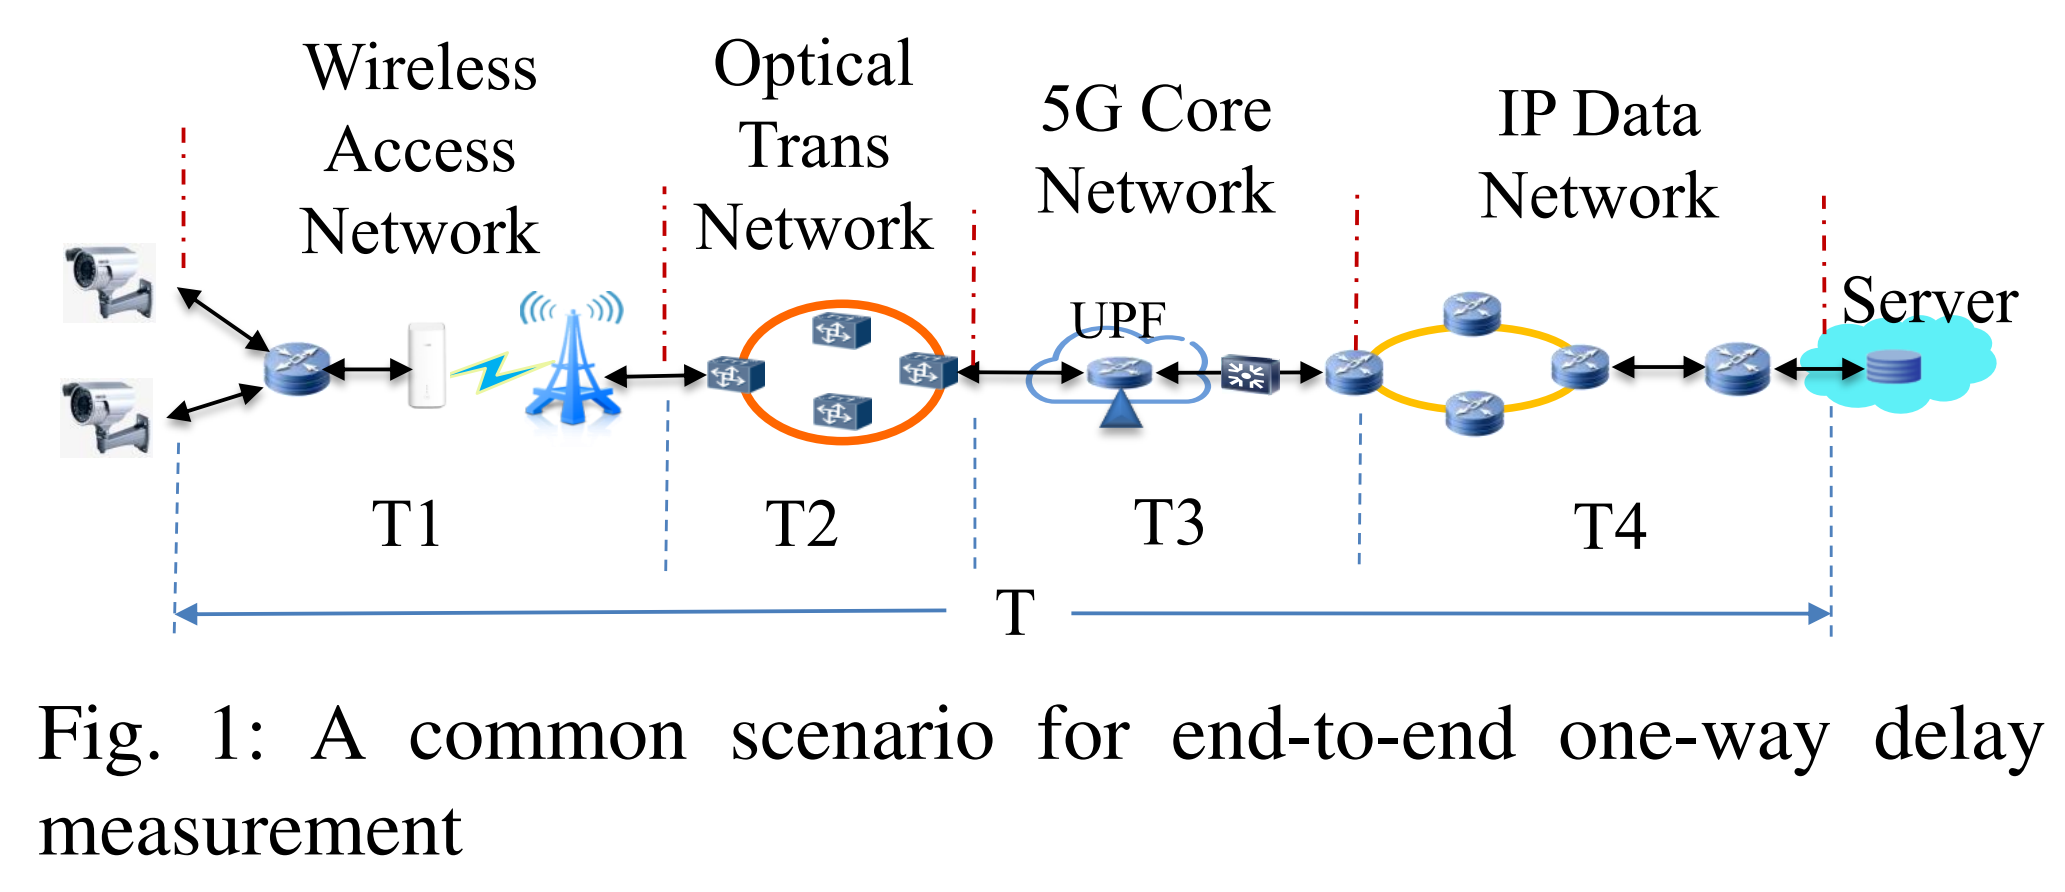 Wireless
Access
Network
Optical
Trans
Network
5G Core
Network
IP Data
Network
UPF
Server
T1
T2
T3
T4
T
Fig. 1: A common scenario for end-to-end one-way delay
measurement